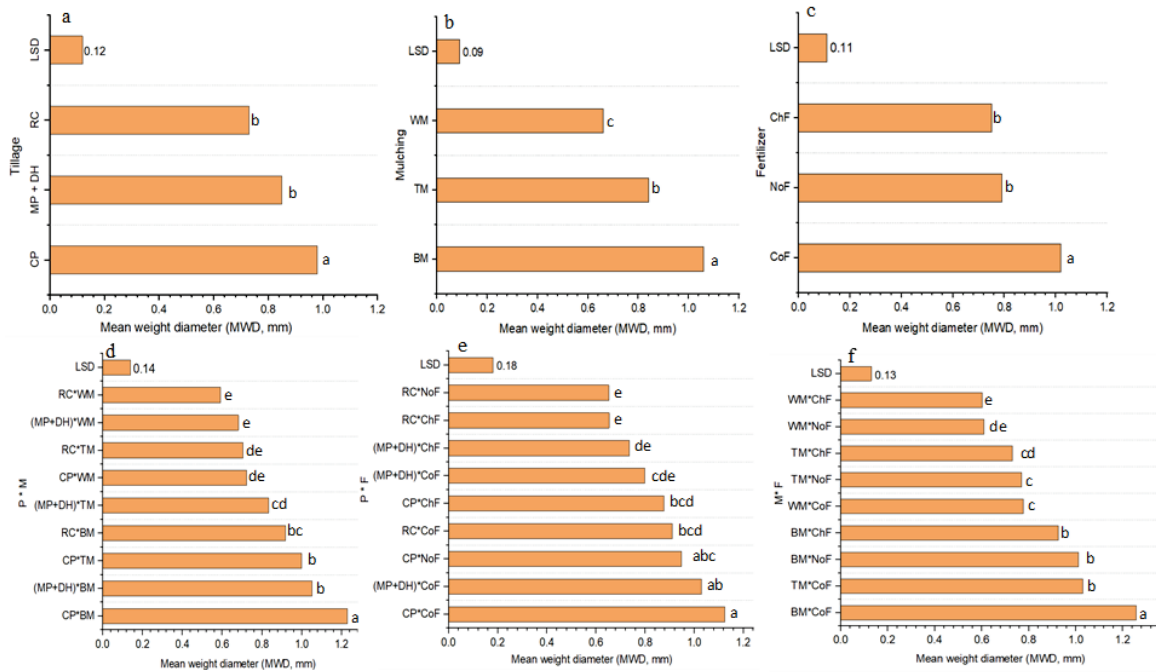 a
LSD
0.12
RC
b
MP + DH
b
CP
a
Tillage
0.0 0.2 0.4 0.6 0.8 1.0 1.2
Mean weight diameter (MWD, mm)
b
LSD
0.09
WM
c
TM
b
BM
a
Mulching
0.0 0.2 0.4 0.6 0.8 1.0 1.2
Mean weight diameter (MWD, mm)
c
LSD
0.11
ChF
b
NoF
b
CoF
a
Fertilizer
0.0 0.2 0.4 0.6 0.8 1.0 1.2
Mean weight diameter (MWD, mm)
d
LSD
0.14
RC*WM
e
(MP+DH)*WM
e
RC*TM
de
CP*WM
de
(MP+DH)*TM
cd
RC*BM
bc
CP*TM
b
(MP+DH)*BM
b
CP*BM
a
P * M
0.0 0.2 0.4 0.6 0.8 1.0 1.2
Mean weight diameter (MWD, mm)
e
LSD
0.18
RC*NoF
e
RC*ChF
e
(MP+DH)*ChF
de
(MP+DH)*CoF
cde
CP*ChF
bcd
RC*CoF
bcd
CP*NoF
abc
(MP+DH)*CoF
ab
CP*CoF
a
P * F
0.0 0.2 0.4 0.6 0.8 1.0 1.2
Mean weight diameter (MWD, mm)
f
LSD
0.13
WM*ChF
e
WM*NoF
de
TM*ChF
cd
TM*NoF
c
WM*CoF
c
BM*ChF
b
BM*NoF
b
TM*CoF
b
BM*CoF
a
M* F
0.0 0.2 0.4 0.6 0.8 1.0 1.2
Mean weight diameter (MWD, mm)